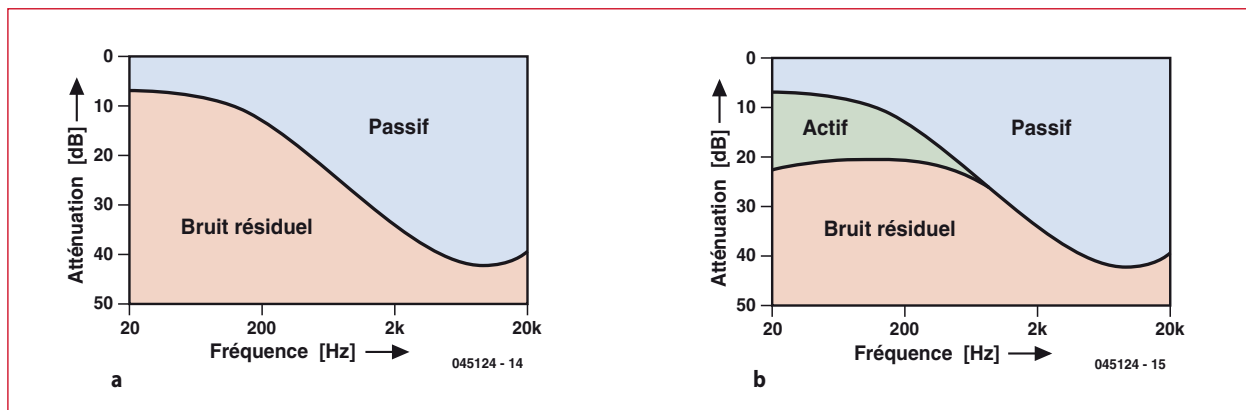 0
10
20
30
40
50
Atténuation [dB]
Passif
Bruit résiduel
20
200
2k
20k
Fréquence [Hz]
045124 - 14
a
0
10
20
30
40
50
Atténuation [dB]
Actif
Passif
Bruit résiduel
20
200
2k
20k
Fréquence [Hz]
045124 - 15
b